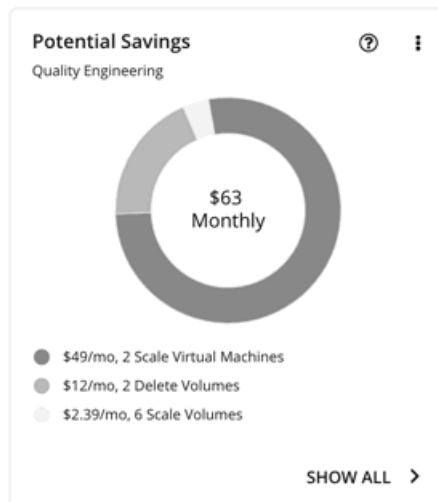 Potential Savings
Quality Engineering
$63
Monthly
$49/mo, 2 Scale Virtual Machines
$12/mo, 2 Delete Volumes
$2.39/mo, 6 Scale Volumes
SHOW ALL